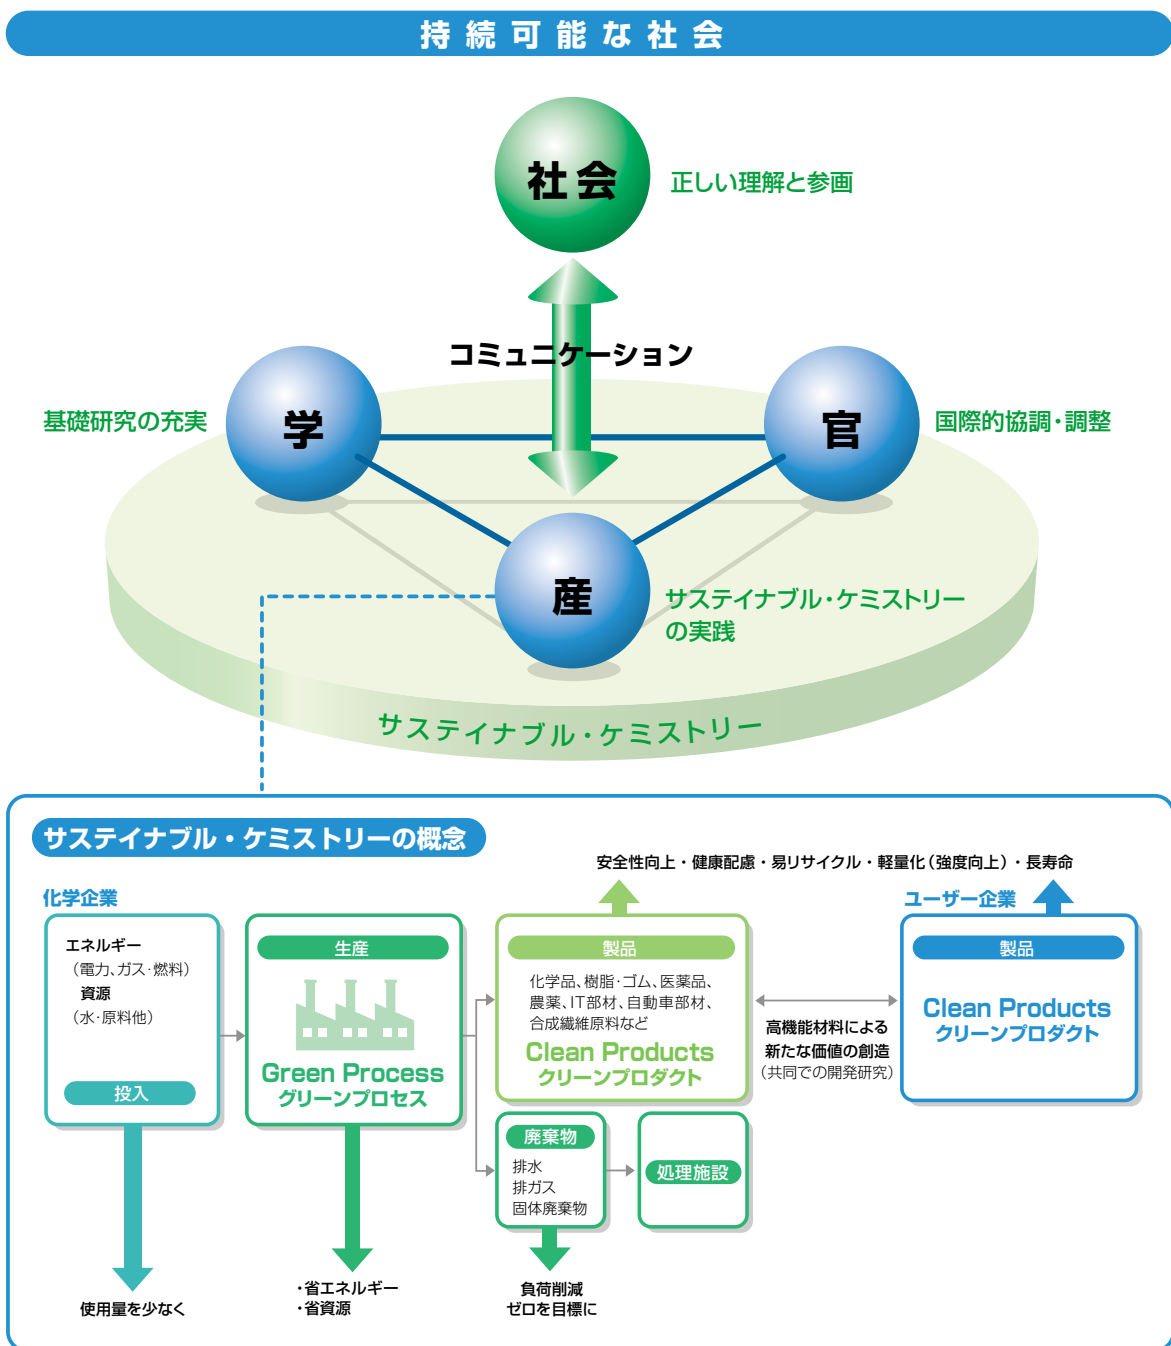 持続可能な社会
社会
正しい理解と参画
コミュニケーション
学
基礎研究の充実
官
国際的協調・調整
産
サステイナブル・ケミストリー
の実践
サステイナブル・ケミストリー
サステイナブル・ケミストリーの概念
安全性向上・健康配慮・易リサイクル・軽量化(強度向上)・長寿命
化学企業
ユーザー企業
エネルギー
(電力、ガス・燃料)
資源
(水・原料他)
投入
生産
Green Process
グリーンプロセス
製品
化学品、樹脂・ゴム、医薬品、
農薬、IT部材、自動車部材、
合成繊維原料など
Clean Products
クリーンプロダクト
高機能材料による
新たな価値の創造
(共同での開発研究)
製品
Clean Products
クリーンプロダクト
廃棄物
排水
排ガス
固体廃棄物
処理施設
使用量を少なく
・省エネルギー
・省資源
負荷削減
ゼロを目標に